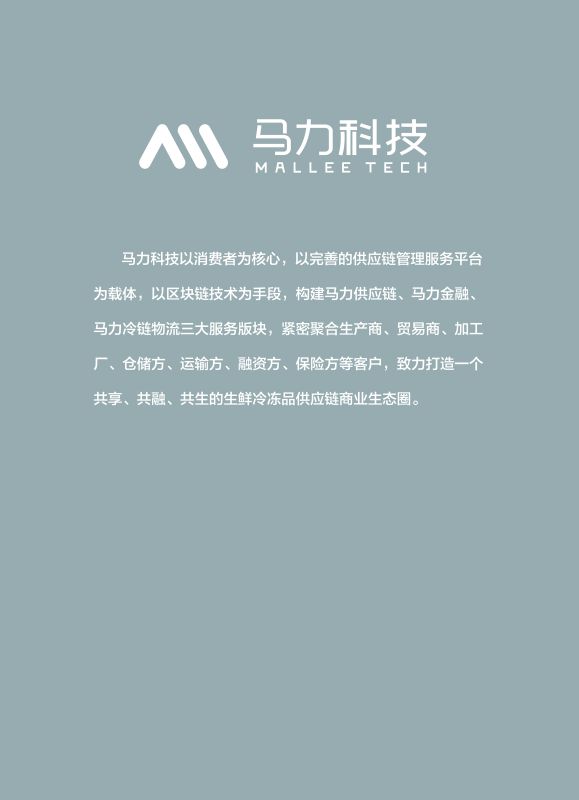 马力科技
MALLEE TECH
马力科技以消费者为核心，以完善的供应链管理服务平台
为载体，以区块链技术为手段，构建马力供应链、马力金融、
马力冷链物流三大服务版块，紧密聚合生产商、贸易商、加工
厂、仓储方、运输方、融资方、保险方等客户，致力打造一个
共享、共融、共生的生鲜冷冻品供应链商业生态圈。